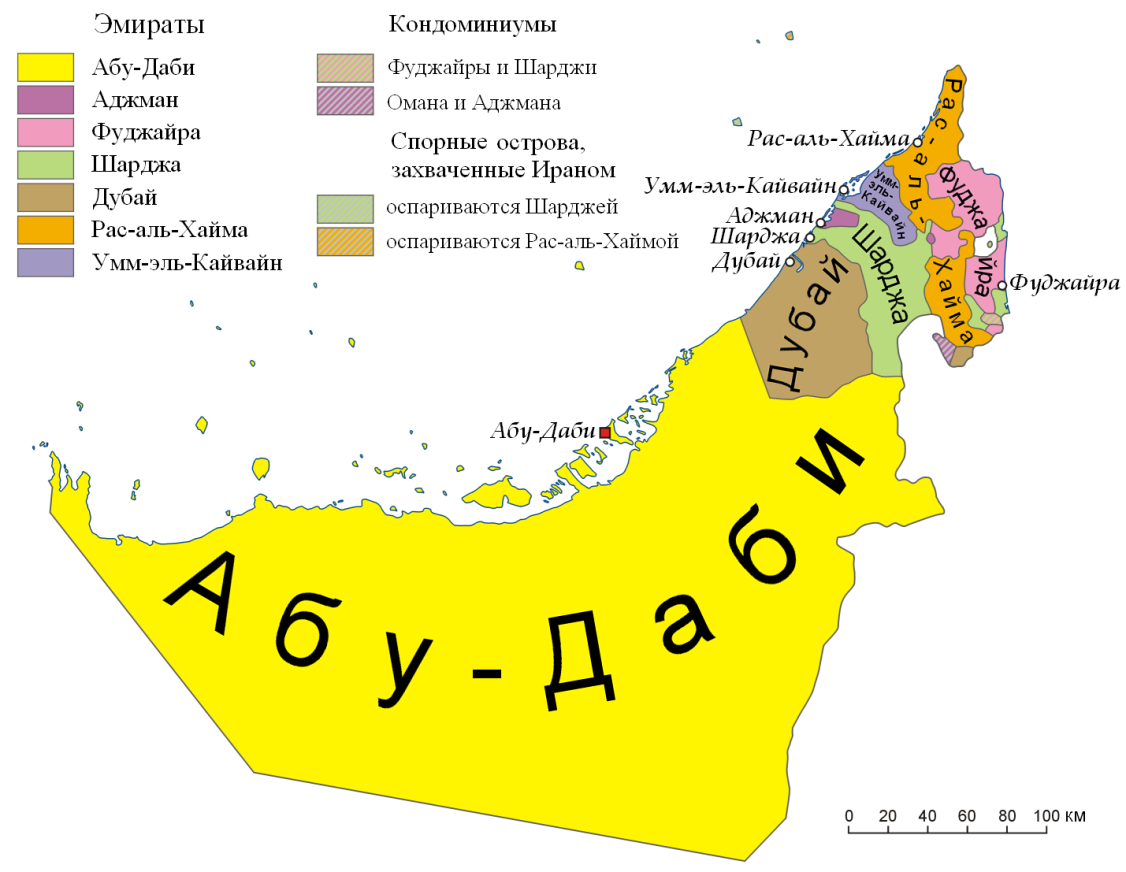 Эмираты
Абу-Даби
Аджман
Фуджайра
Шарджа
Дубай
Рас-аль-Хайма
Умм-эль-Кайвайн
Кондоминиумы
Фуджайры и Шарджи
Омана и Аджмана
Спорные острова,
захваченные Ираном
оспариваются Шарджей
оспариваются Рас-аль-Хаймой
Рас-аль-Хайма
Умм-эль-Кайвайн
Аджман
Шарджа
Дубай
Фуджайра
Абу-Даби
Рас-аль-
Хайма
Умм-
эль-
Кайвайн
Фуджа
йра
Шарджа
Дубай
Абу-Даби
0 20 40 60 80 100 км